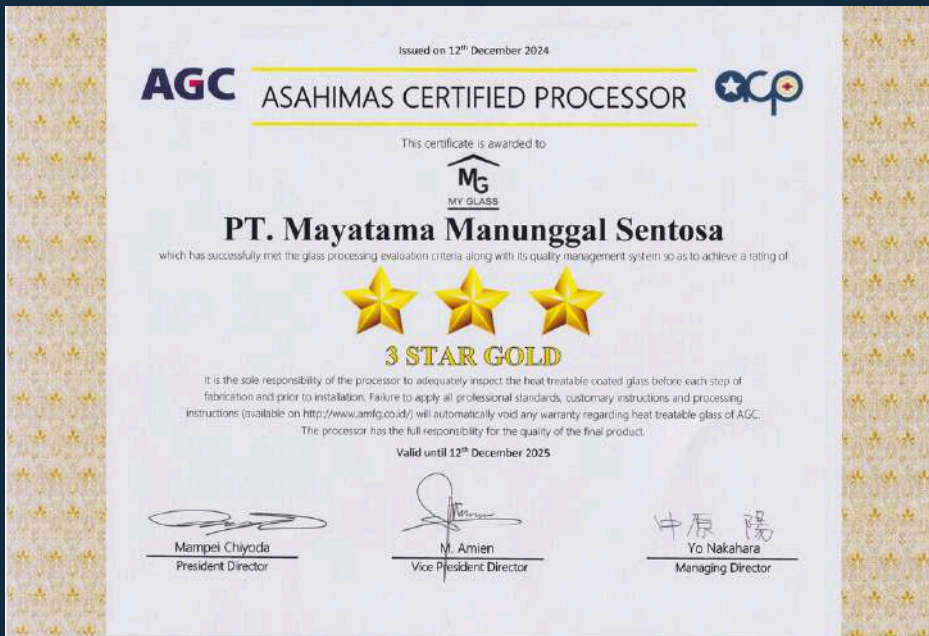 Issued on 12th December 2024
AGC
ASAHIMAS CERTIFIED PROCESSOR
acp
This certificate is awarded to
MG
MY GLASS
PT. Mayatama Manunggal Sentosa
which has successfully met the glass processing evaluation criteria along with its quality management system so as to achieve a rating of
3 STAR GOLD
It is the sole responsibility of the processor to adequately inspect the heat treatable coated glass before each step of
fabrication and prior to installation. Failure to apply all professional standards, customary instructions and processing
instructions (available on http://www.amfg.co.id/) will automatically void any warranty regarding heat treatable glass of AGC.
The processor has the full responsibility for the quality of the final product.
Valid until 12th December 2025
中原 陽
Mampei Chiyoda
M. Amien
Yo Nakahara
President Director
Vice President Director
Managing Director